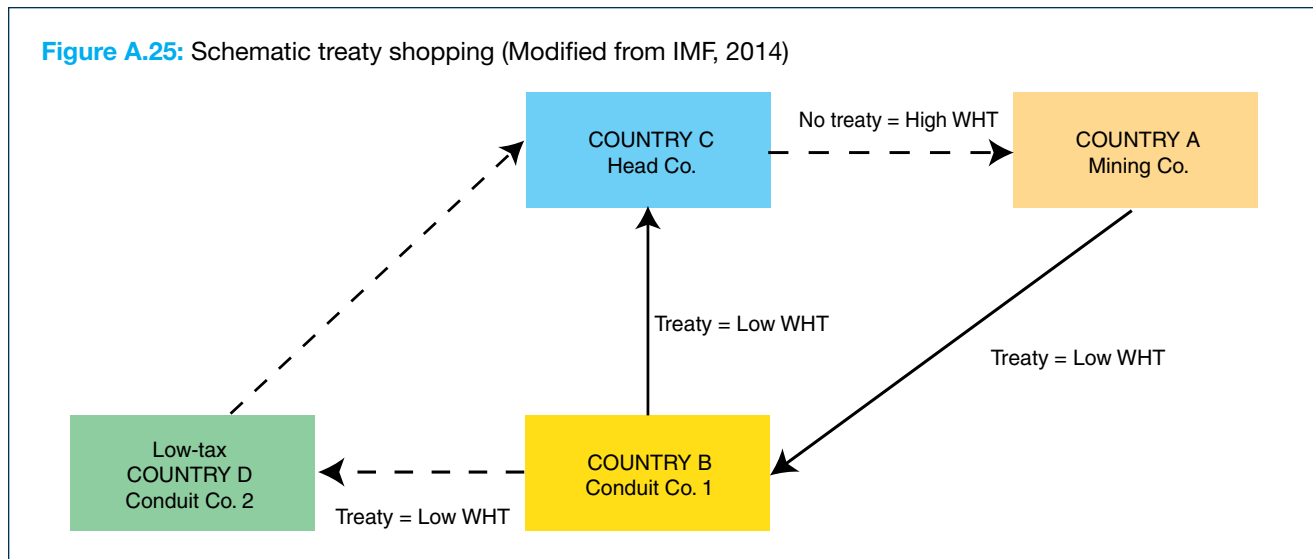 Figure A.25: Schematic treaty shopping (Modified from IMF, 2014)
COUNTRY C
Head Co.
No treaty = High WHT
COUNTRY A
Mining Co.
Treaty = Low WHT
Treaty = Low WHT
Low-tax
COUNTRY D
Conduit Co. 2
Treaty = Low WHT
COUNTRY B
Conduit Co. 1